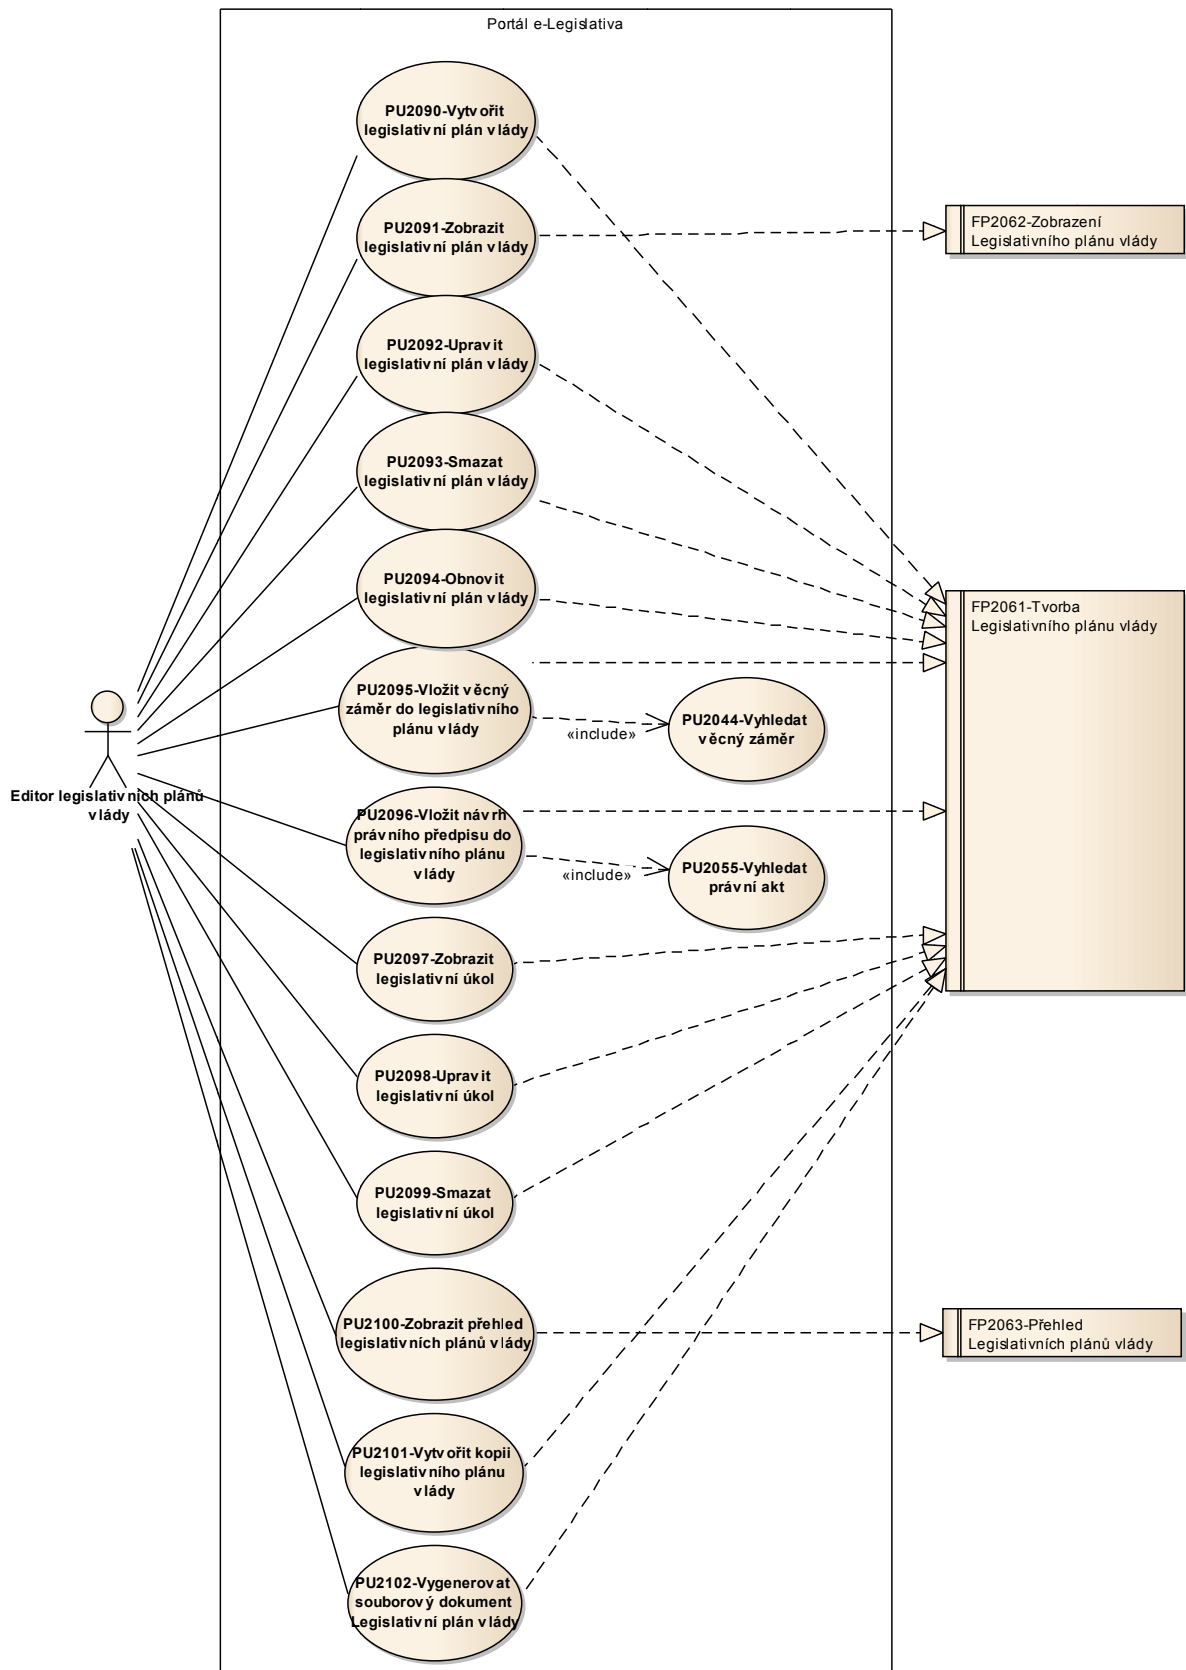 Portál e-Legislativa
PU2090-Vytvořit
legislativní plán vlády
PU2091-Zobrazit
legislativní plán vlády
FP2062-Zobrazení
Legislativního plánu vlády
PU2092-Upravit
legislativní plán vlády
PU2093-Smazat
legislativní plán vlády
PU2094-Obnovit
legislativní plán vlády
FP2061-Tvorba
Legislativního plánu vlády
PU2095-Vložit věcný
záměr do legislativního
plánu vlády
«include»
PU2044-Vyhledat
věcný záměr
Editor legislativních plánů
vlády
PU2096-Vložit návrh
právního předpisu do
legislativního plánu
vlády
«include»
PU2055-Vyhledat
právní akt
PU2097-Zobrazit
legislativní úkol
PU2098-Upravit
legislativní úkol
PU2099-Smazat
legislativní úkol
PU2100-Zobrazit přehled
legislativních plánů vlády
FP2063-Přehled
Legislativních plánů vlády
PU2101-Vytvořit kopii
legislativního plánu
vlády
PU2102-Vygenerovat
souborový dokument
Legislativní plán vlády